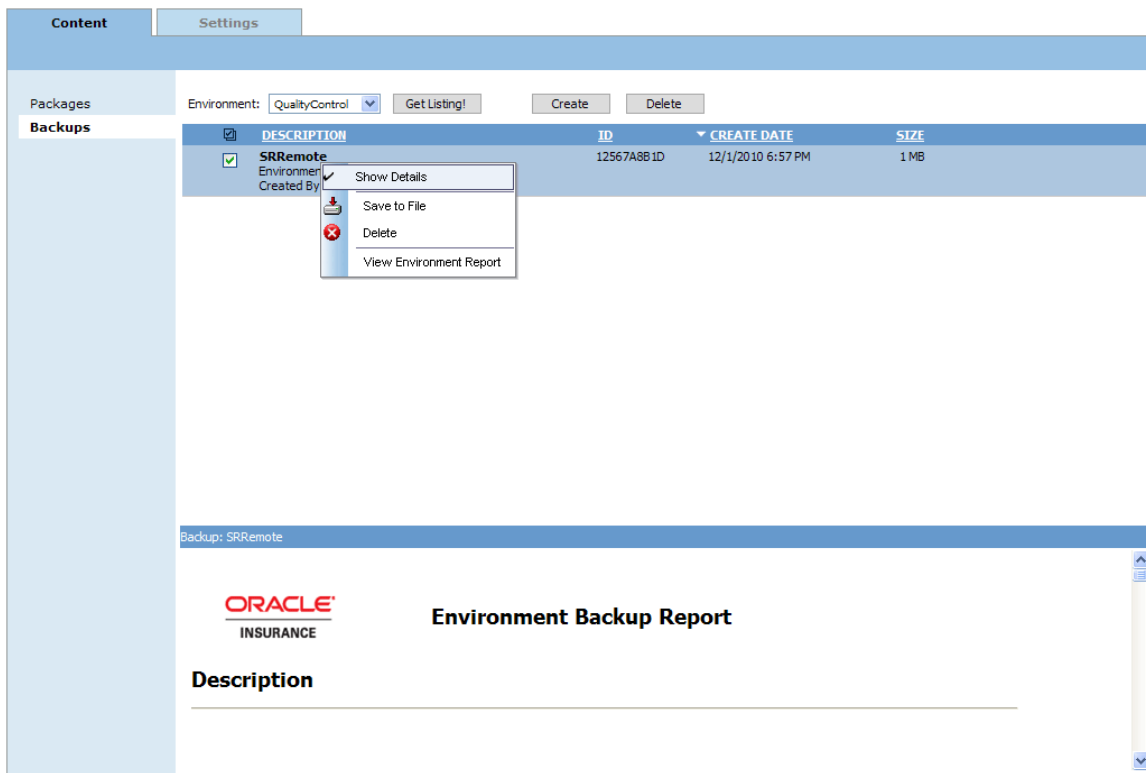 Content Settings
Packages
Backups
Environment: QualityControl Get Listing! Create Delete
DESCRIPTION ID CREATE DATE SIZE
SRRemote 12567A8B1D 12/1/2010 6:57 PM 1 MB
Environmen
Created By
Show Details
Save to File
Delete
View Environment Report
Backup: SRRemote
ORACLE
INSURANCE
Environment Backup Report
Description